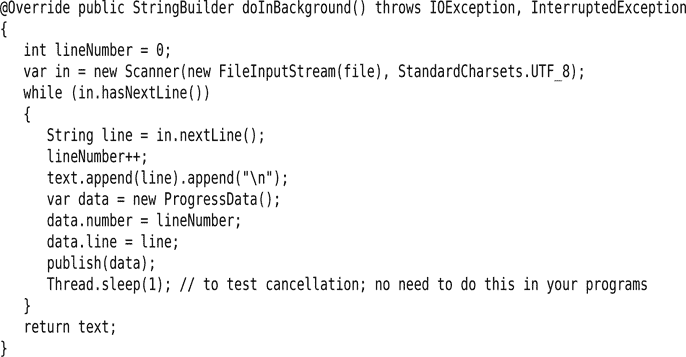 @Override public StringBuilder doInBackground() throws IOException, InterruptedException
{
   int lineNumber = 0;
   var in = new Scanner(new FileInputStream(file), StandardCharsets.UTF_8);
   while (in.hasNextLine())
   {
      String line = in.nextLine();
      lineNumber++;
      text.append(line).append("\n");
      var data = new ProgressData();
      data.number = lineNumber;
      data.line = line;
      publish(data);
      Thread.sleep(1); // to test cancellation; no need to do this in your programs
   }
   return text;
}